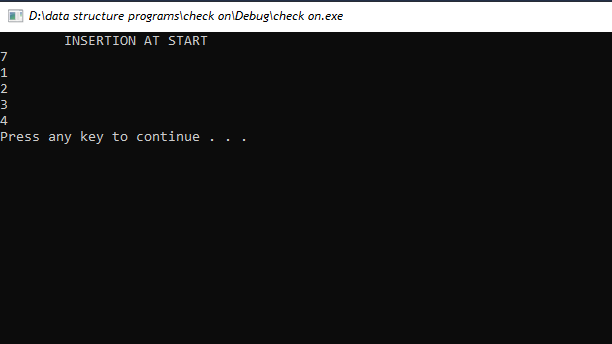 D:\data structure programs\check on\Debug\check on.exe
INSERTION AT START
7
1
2
3
4
Press any key to continue . . .